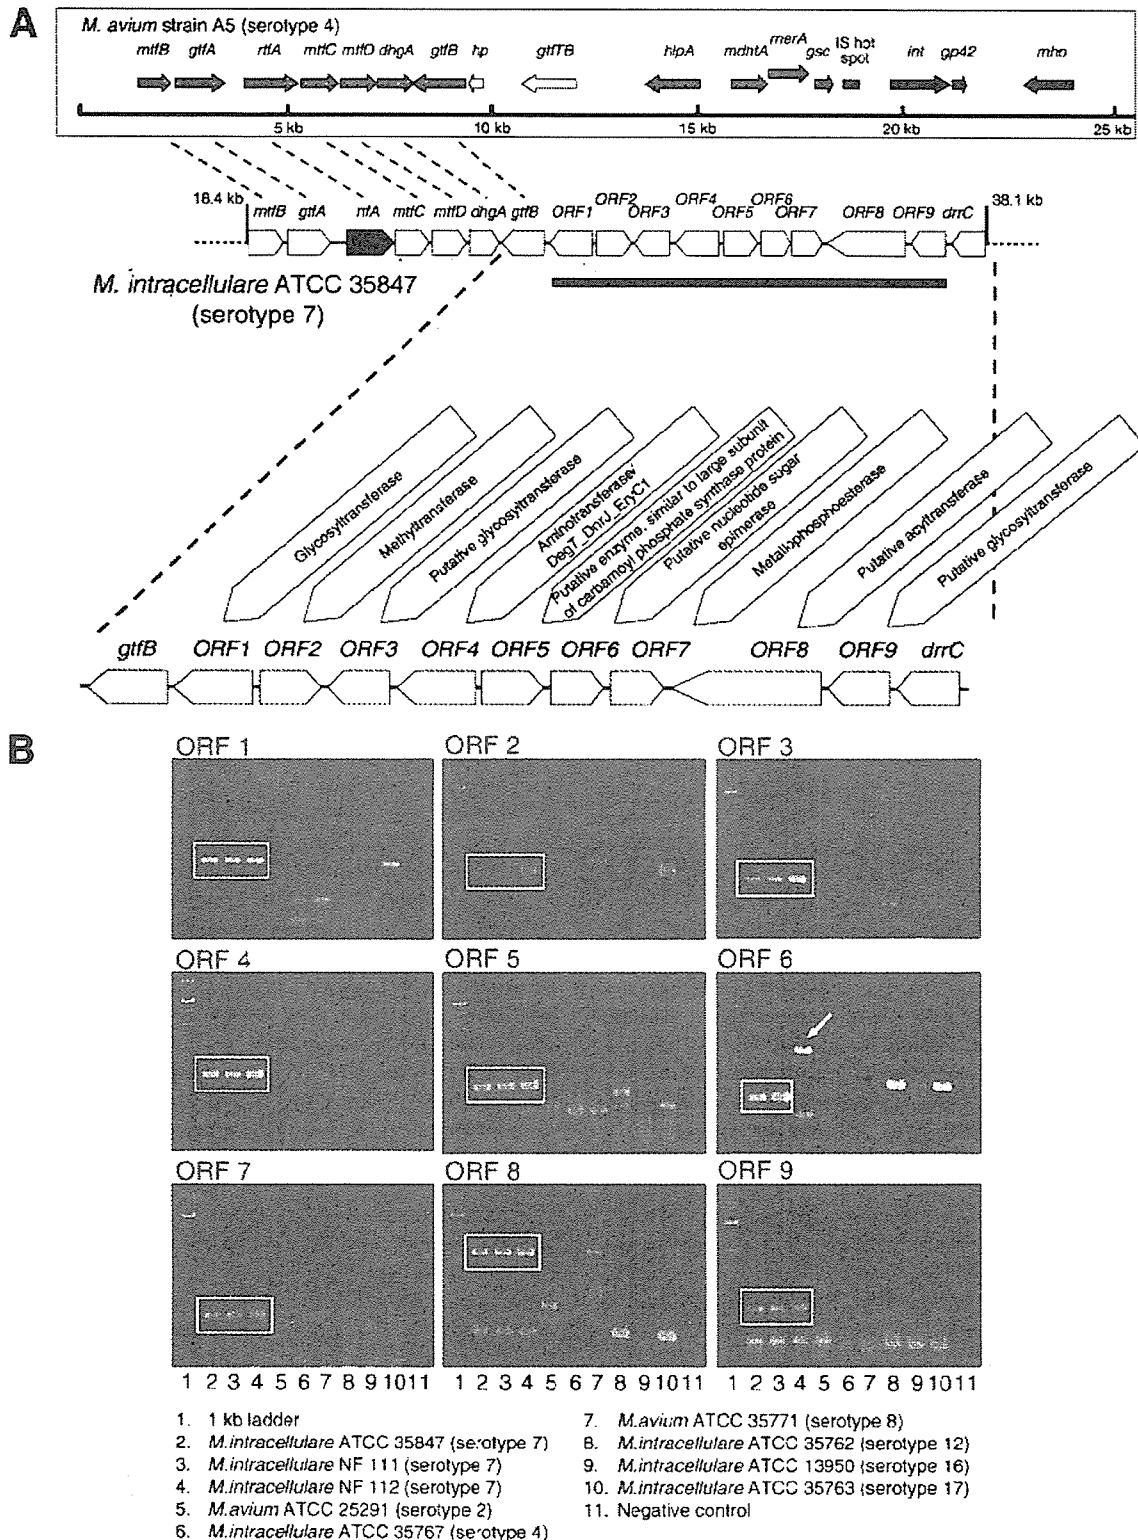 A
M. avium strain A5 (serotype 4)
mtfB gtfA rtfA mtfC mtfD dhgA gtfB hp gtfTB hlpA mdhtA merA gsc IS hot spot int gp42 mho
5 kb 10 kb 15 kb 20 kb 25 kb
18.4 kb 38.1 kb
mtfB gtfA rtfA mtfC mtfD dhgA gtfB ORF1 ORF2 ORF3 ORF4 ORF5 ORF6 ORF7 ORF8 ORF9 drrC
M. intracellulare ATCC 35847
(serotype 7)
Glycosyltransferase
Methyltransferase
Putative glycosyltransferase
Aminotransferase,
DegT_DnrJ_EryC1
Putative enzyme, similar to large subunit
of carbamoyl phosphate synthase protein
Putative nucleotide sugar
epimerase
Metallophosphoesterase
Putative acyltransferase
Putative glycosyltransferase
gtfB ORF1 ORF2 ORF3 ORF4 ORF5 ORF6 ORF7 ORF8 ORF9 drrC
B
ORF 1 ORF 2 ORF 3
ORF 4 ORF 5 ORF 6
ORF 7 ORF 8 ORF 9
1 2 3 4 5 6 7 8 9 10 11 1 2 3 4 5 6 7 8 9 10 11 1 2 3 4 5 6 7 8 9 10 11
1. 1 kb ladder
2. M.intracellulare ATCC 35847 (serotype 7)
3. M.intracellulare NF 111 (serotype 7)
4. M.intracellulare NF 112 (serotype 7)
5. M.avium ATCC 25291 (serotype 2)
6. M.intracellulare ATCC 35767 (serotype 4)
7. M.avium ATCC 35771 (serotype 8)
8. M.intracellulare ATCC 35762 (serotype 12)
9. M.intracellulare ATCC 13950 (serotype 16)
10. M.intracellulare ATCC 35763 (serotype 17)
11. Negative control